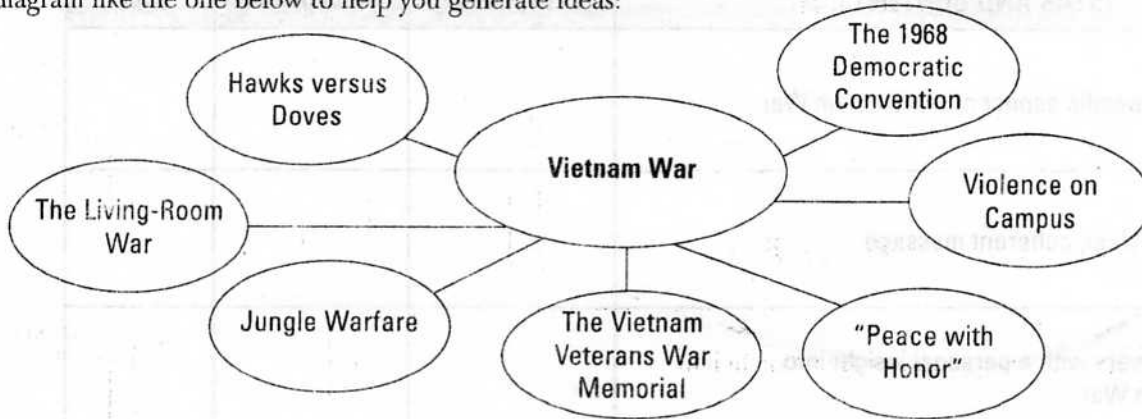 diagram like the one below to help you generate ideas:
The 1968
Democratic
Convention
Hawks versus
Doves
Vietnam War
Violence on
Campus
The Living-Room
War
Jungle Warfare
The Vietnam
Veterans War
Memorial
"Peace with
Honor"